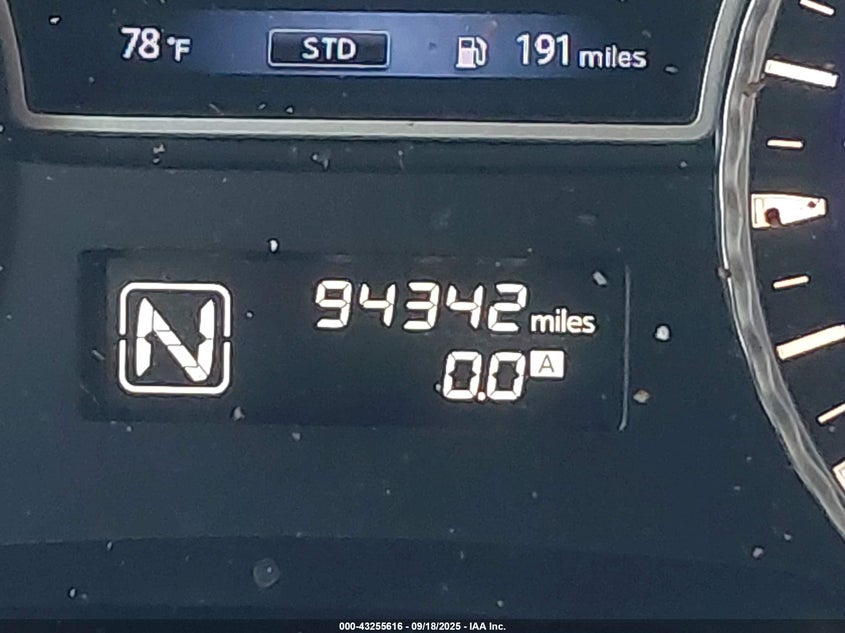 78°F STD 191 miles
N 94342 miles
0.0 A
000-43255616 - 09/18/2025 - IAA Inc.